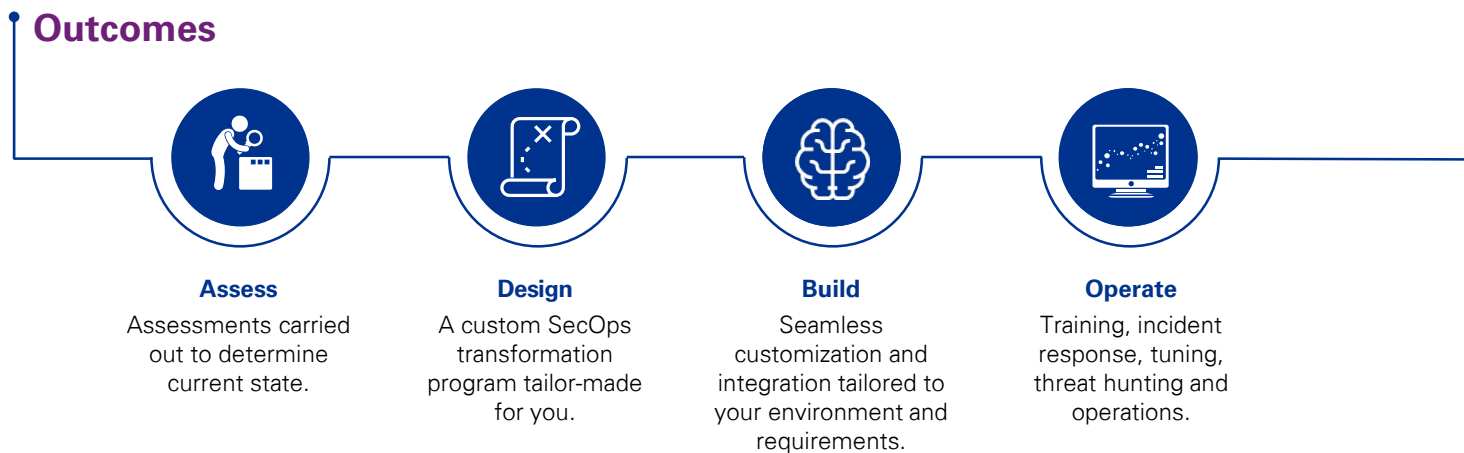 Outcomes
Assess
Assessments carried
out to determine
current state.
Design
A custom SecOps
transformation
program tailor-made
for you.
Build
Seamless
customization and
integration tailored to
your environment and
requirements.
Operate
Training, incident
response, tuning,
threat hunting and
operations.